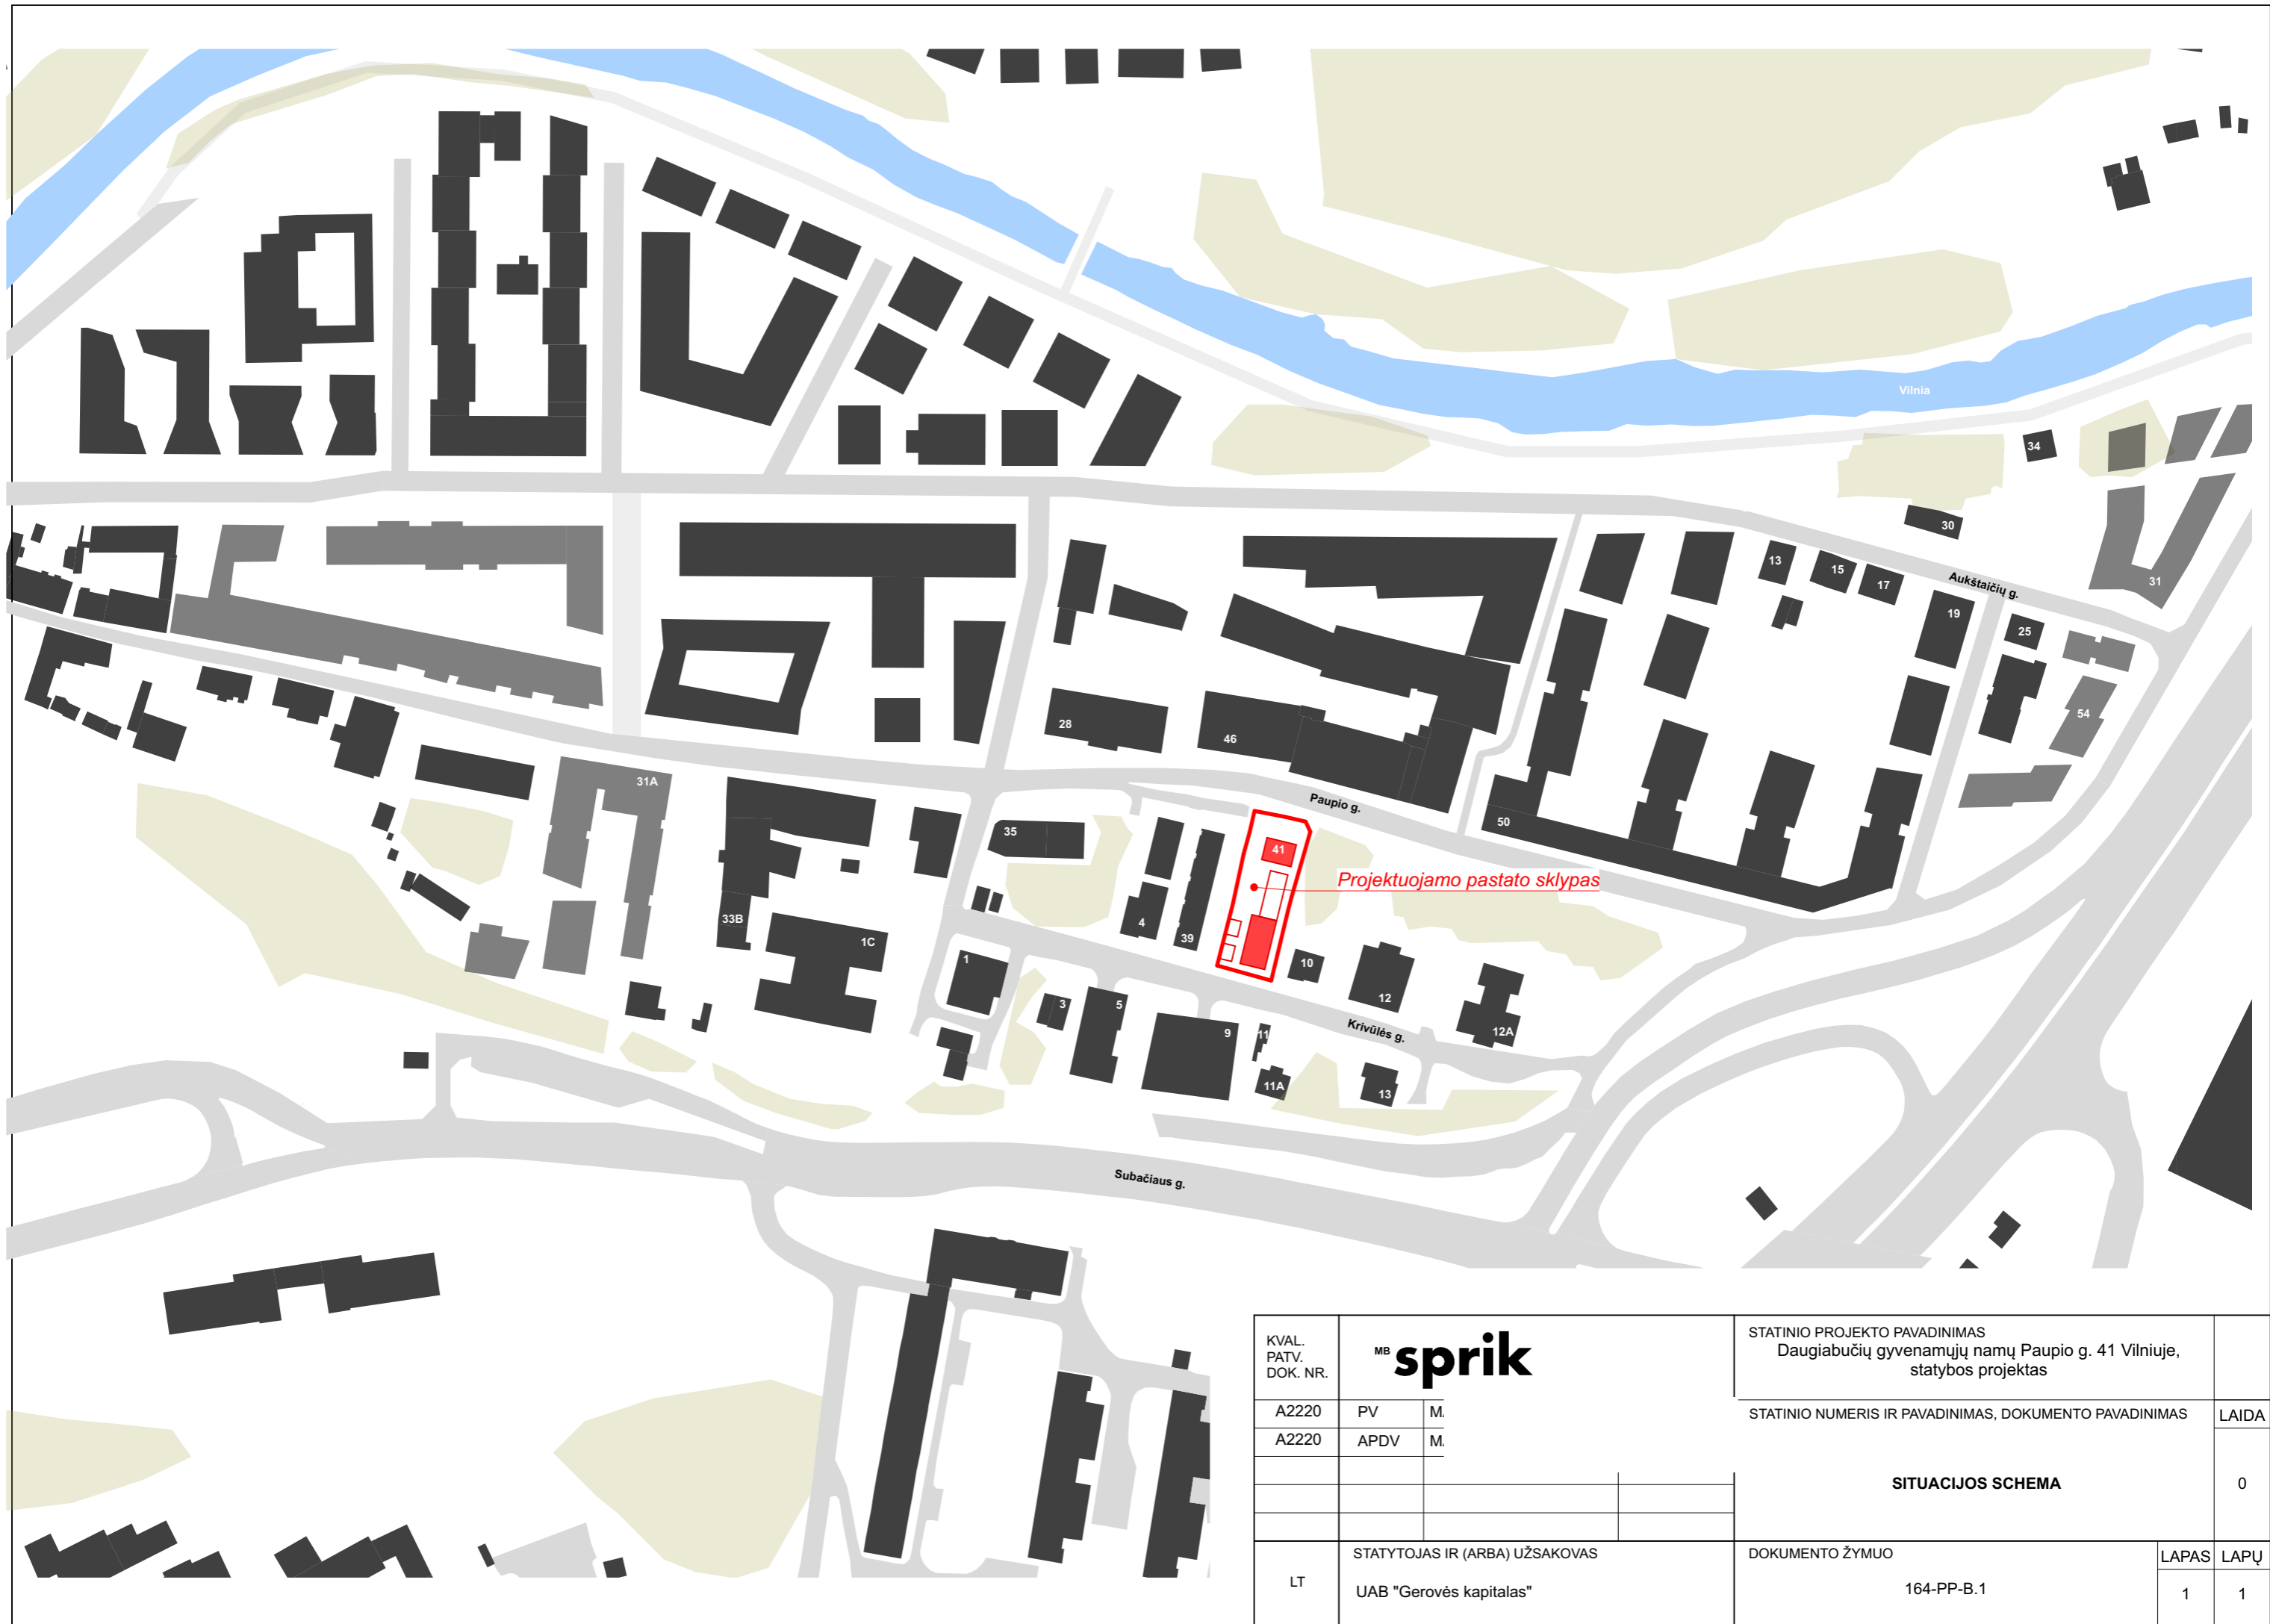 Vilnia
34
30
13
15
17
31
Aukštaičių g.
19
25
54
28
46
31A
Paupio g.
50
35
41
Projektuojamo pastato sklypas
33B
4
39
1C
1
10
12
3
5
9
11
Krivūlės g.
12A
11A
13
Subačiaus g.
KVAL.
PATV.
DOK. NR.
MB sprik
STATINIO PROJEKTO PAVADINIMAS
Daugiabučių gyvenamųjų namų Paupio g. 41 Vilniuje,
statybos projektas
A2220 PV
STATINIO NUMERIS IR PAVADINIMAS, DOKUMENTO PAVADINIMAS
LAIDA
A2220 APDV
SITUACIJOS SCHEMA
0
LT
STATYTOJAS IR (ARBA) UŽSAKOVAS
UAB "Gerovės kapitalas"
DOKUMENTO ŽYMUO
164-PP-B.1
LAPAS LAPŲ
1 1